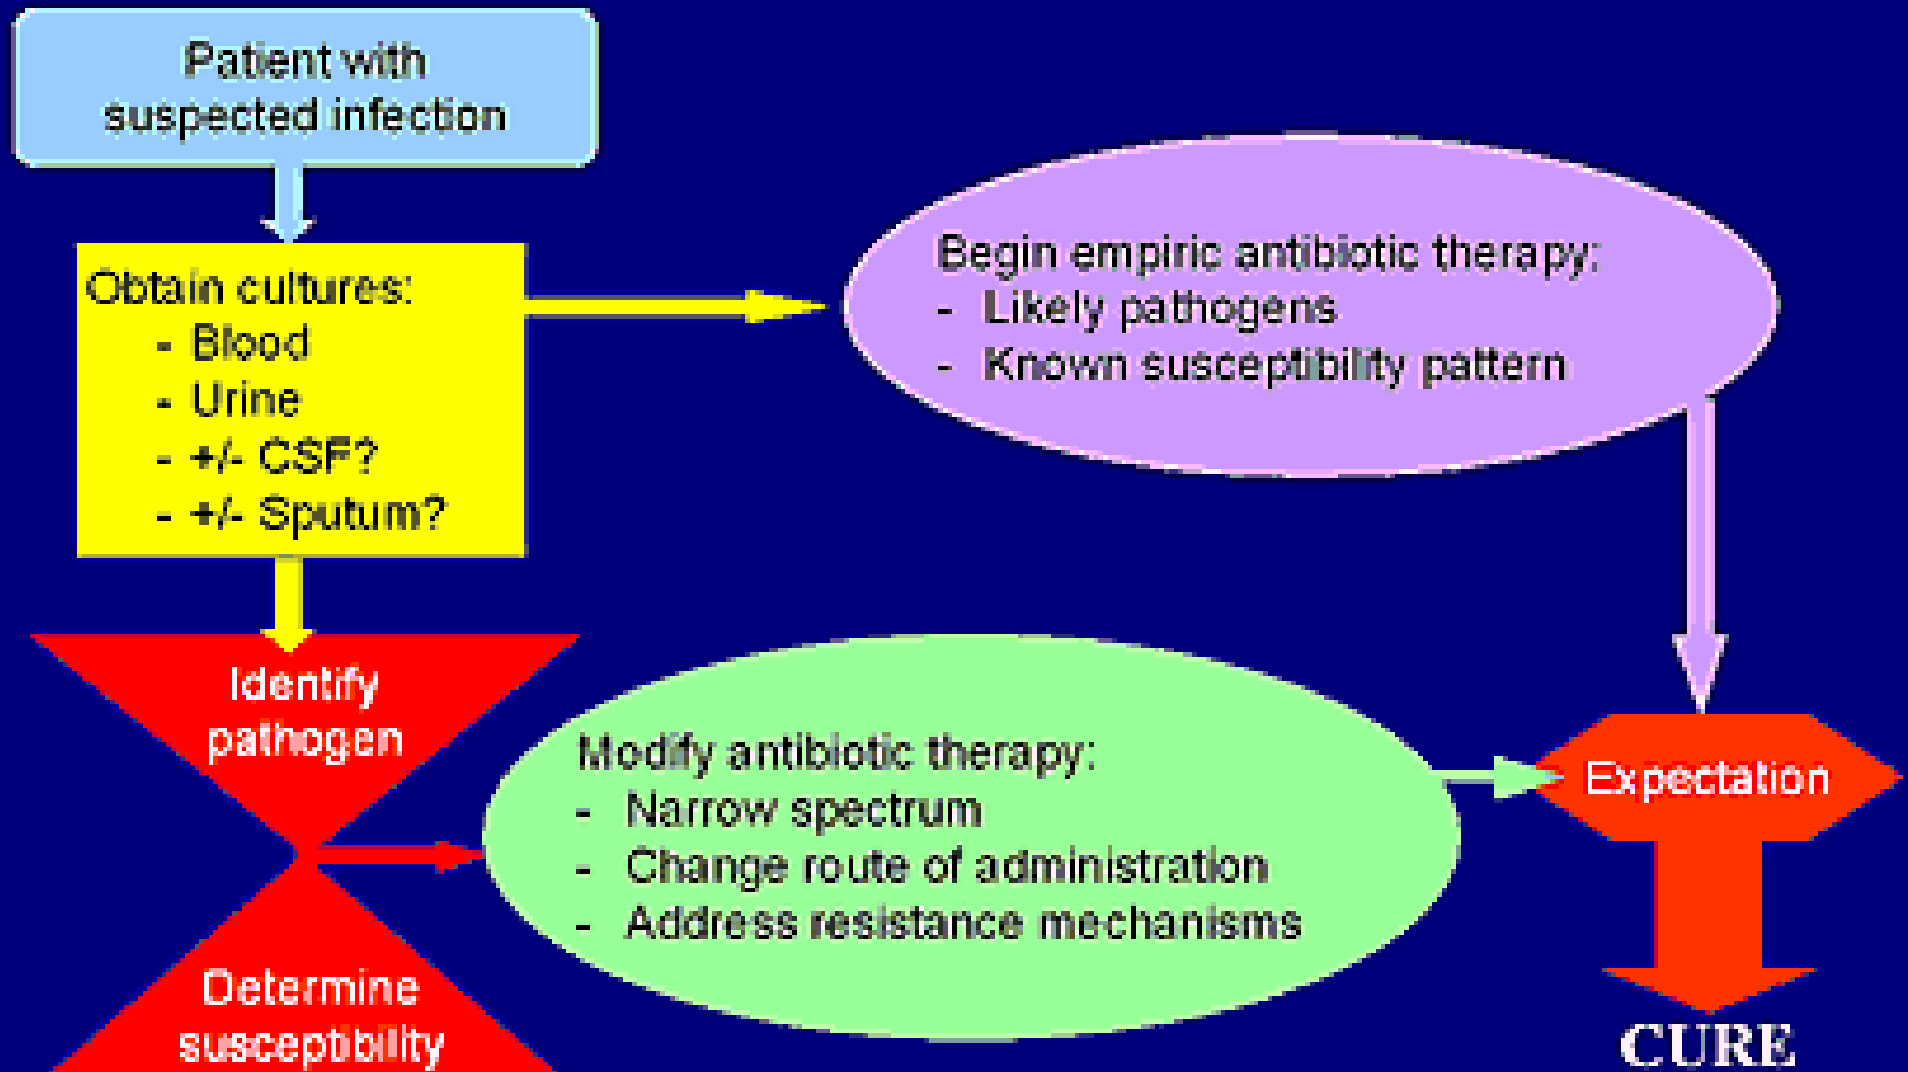 Patient with
suspected infection
Obtain cultures:
- Blood
- Urine
- +/- CSF?
- +/- Sputum?
Begin empiric antibiotic therapy:
- Likely pathogens
- Known susceptibility pattern
Identify
pathogen
Modify antibiotic therapy:
- Narrow spectrum
- Change route of administration
- Address resistance mechanisms
Expectation
Determine
susceptibility
CURE